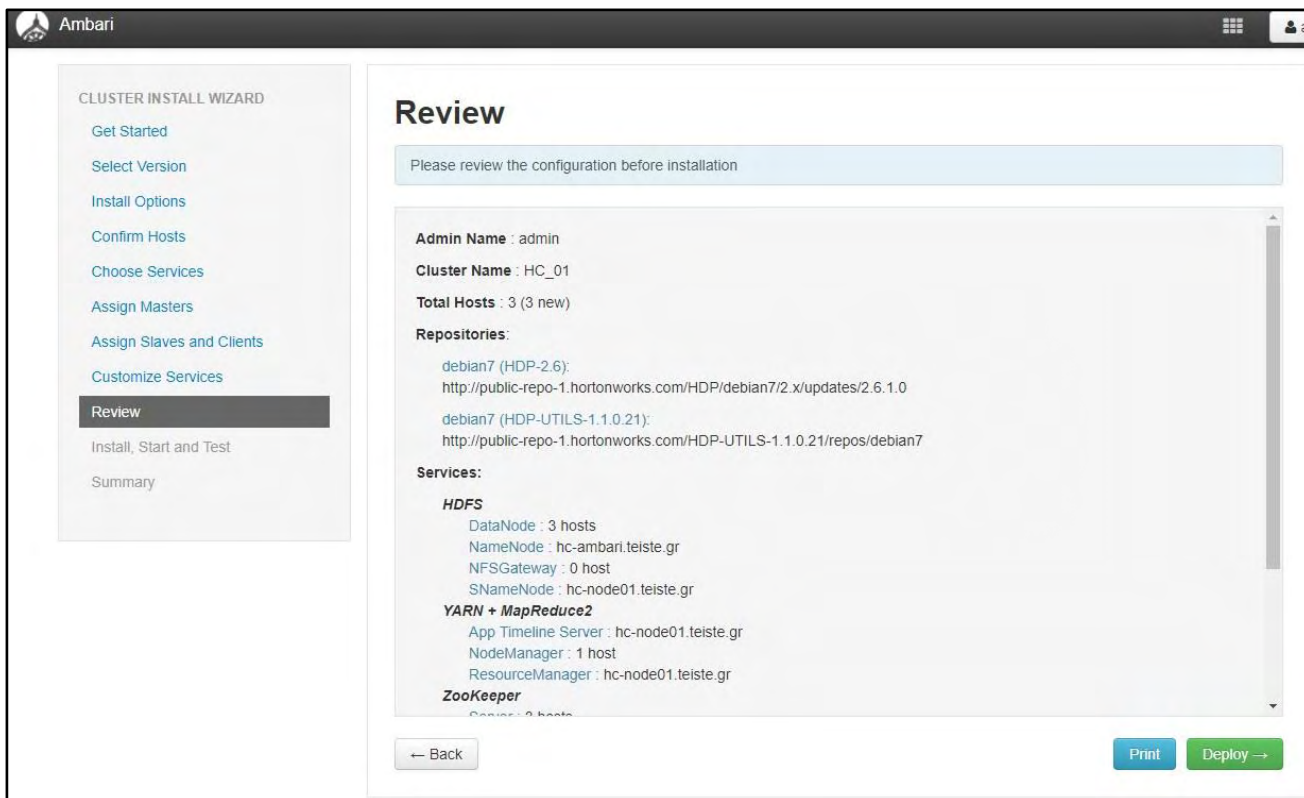 Ambari
CLUSTER INSTALL WIZARD
Get Started
Select Version
Install Options
Confirm Hosts
Choose Services
Assign Masters
Assign Slaves and Clients
Customize Services
Review
Install, Start and Test
Summary
Review
Please review the configuration before installation
Admin Name : admin
Cluster Name : HC_01
Total Hosts : 3 (3 new)
Repositories:
debian7 (HDP-2.6):
http://public-repo-1.hortonworks.com/HDP/debian7/2.x/updates/2.6.1.0
debian7 (HDP-UTILS-1.1.0.21):
http://public-repo-1.hortonworks.com/HDP-UTILS-1.1.0.21/repos/debian7
Services:
HDFS
DataNode : 3 hosts
NameNode : hc-ambari.teiste.gr
NFSGateway : 0 host
SNameNode : hc-node01.teiste.gr
YARN + MapReduce2
App Timeline Server : hc-node01.teiste.gr
NodeManager : 1 host
ResourceManager : hc-node01.teiste.gr
ZooKeeper
← Back
Print
Deploy →